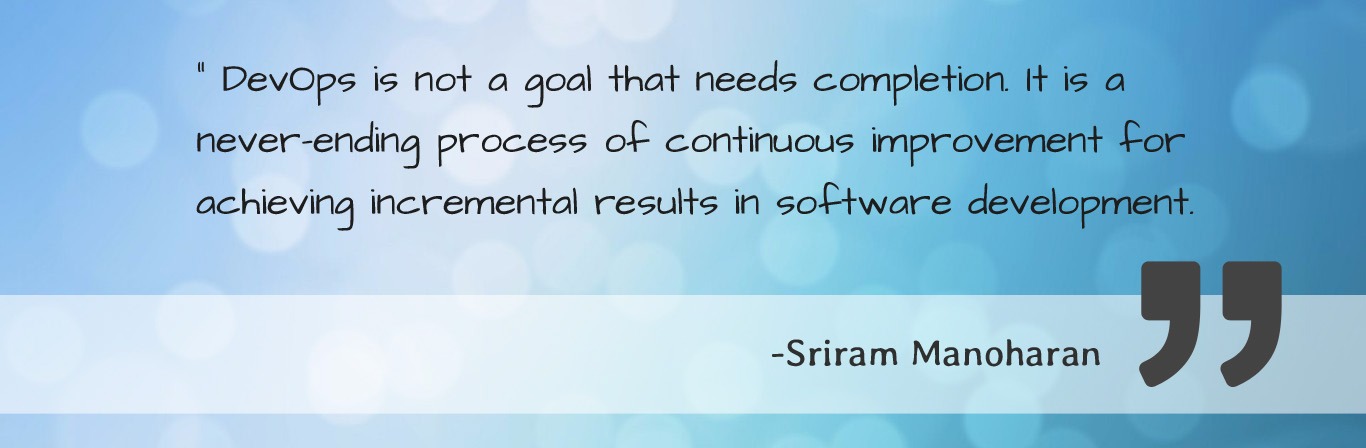 " DevOps is not a goal that needs completion. It is a
never-ending process of continuous improvement for
achieving incremental results in software development.
-Sriram Manoharan
”